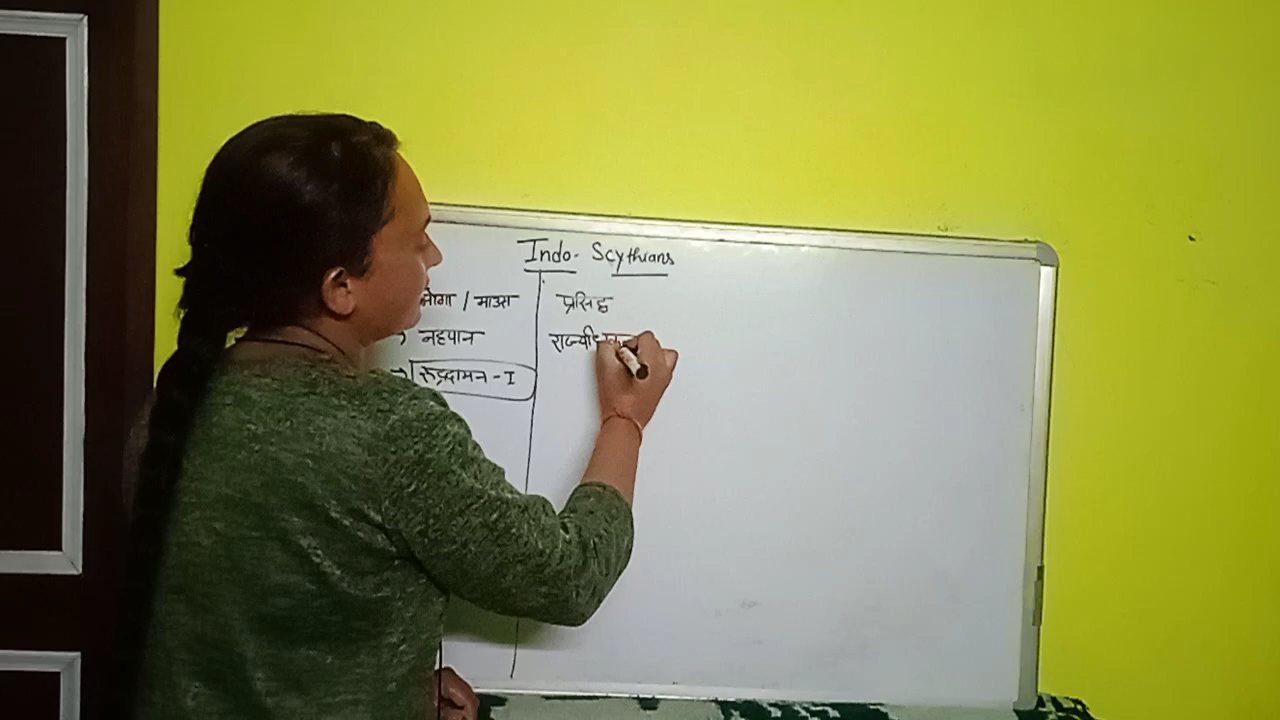 Indo-Scythians
मोगा / माउस
नहपान
रुद्रदामन - I
प्रसिद्ध